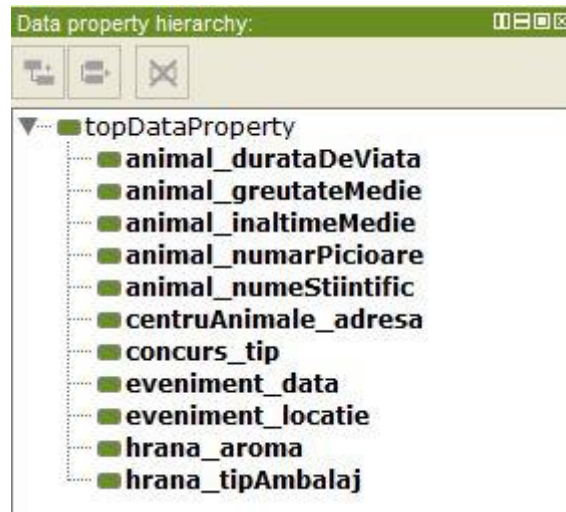 Data property hierarchy:
topDataProperty
animal_durataDeViata
animal_greutateMedie
animal_inaltimeMedie
animal_numarPicioare
animal_numeStiintific
centruAnimale_adresa
concurs_tip
eveniment_data
eveniment_locatie
hrana_aroma
hrana_tipAmbalaj